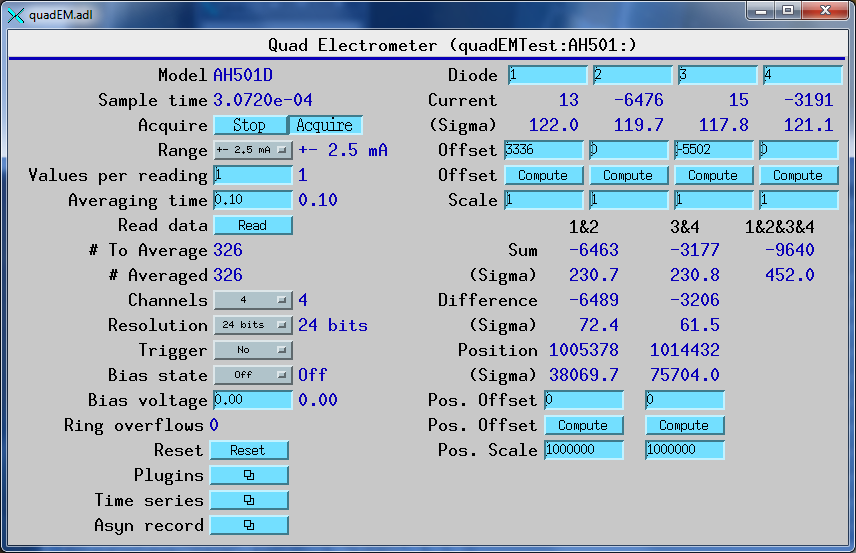 quadEM.adl
Quad Electrometer (quadEMTest:AH501:)
Model AH501D
Sample time 3.0720e-04
Acquire Stop Acquire
Range +- 2.5 mA +- 2.5 mA
Values per reading 1 1
Averaging time 0.10 0.10
Read data Read
# To Average 326
# Averaged 326
Channels 4 4
Resolution 24 bits 24 bits
Trigger No
Bias state Off Off
Bias voltage 0.00 0.00
Ring overflows 0
Reset Reset
Plugins
Time series
Asyn record
Diode 1 2 3 4
Current 13 -6476 15 -3191
(Sigma) 122.0 119.7 117.8 121.1
Offset 3336 0 -5502 0
Offset Compute Compute Compute Compute
Scale 1 1 1 1
1&2 3&4 1&2&3&4
Sum -6463 -3177 -9640
(Sigma) 230.7 230.8 452.0
Difference -6489 -3206
(Sigma) 72.4 61.5
Position 1005378 1014432
(Sigma) 38069.7 75704.0
Pos. Offset 0 0
Pos. Offset Compute Compute
Pos. Scale 1000000 1000000